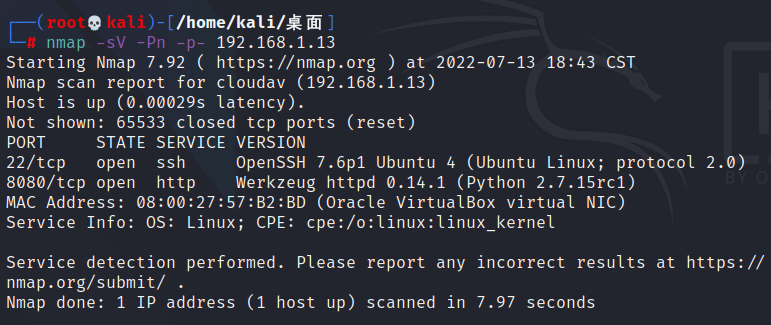 ┌──(root💀kali)-[/home/kali/桌面]
└─# nmap -sV -Pn -p- 192.168.1.13
Starting Nmap 7.92 ( https://nmap.org ) at 2022-07-13 18:43 CST
Nmap scan report for cloudav (192.168.1.13)
Host is up (0.00029s latency).
Not shown: 65533 closed tcp ports (reset)
PORT     STATE SERVICE VERSION
22/tcp   open  ssh     OpenSSH 7.6p1 Ubuntu 4 (Ubuntu Linux; protocol 2.0)
8080/tcp open  http    Werkzeug httpd 0.14.1 (Python 2.7.15rc1)
MAC Address: 08:00:27:57:B2:BD (Oracle VirtualBox virtual NIC)
Service Info: OS: Linux; CPE: cpe:/o:linux:linux_kernel

Service detection performed. Please report any incorrect results at https://
nmap.org/submit/ .
Nmap done: 1 IP address (1 host up) scanned in 7.97 seconds